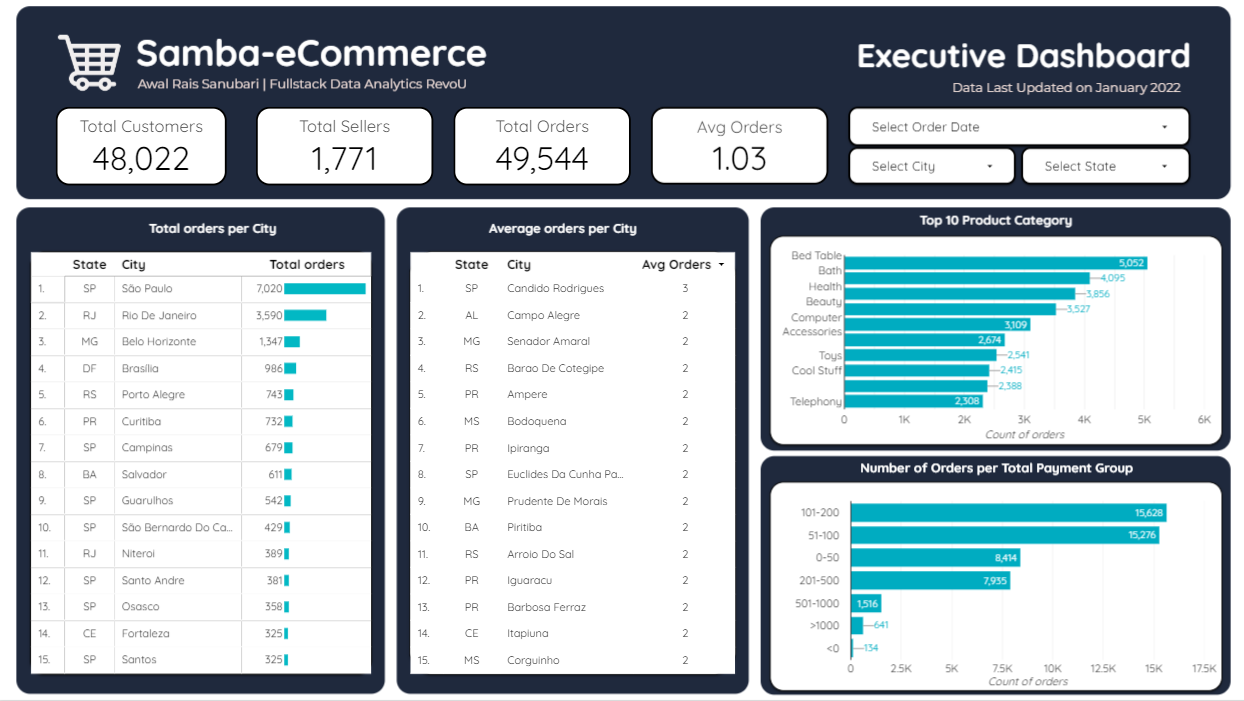 Samba-eCommerce
Awal Rais Sanubari | Fullstack Data Analytics RevoU
Executive Dashboard
Data Last Updated on January 2022
Total Customers
48,022
Total Sellers
1,771
Total Orders
49,544
Avg Orders
1.03
Select Order Date
Select City
Select State
Total orders per City
State City Total orders
1. SP São Paulo 7,020
2. RJ Rio De Janeiro 3,590
3. MG Belo Horizonte 1,347
4. DF Brasília 986
5. RS Porto Alegre 743
6. PR Curitiba 732
7. SP Campinas 679
8. BA Salvador 611
9. SP Guarulhos 542
10. SP São Bernardo Do Ca...
429
11. RJ Niteroi 389
12. SP Santo Andre 381
13. SP Osasco 358
14. CE Fortaleza 325
15. SP Santos 325
Average orders per City
State City Avg Orders
1. SP Candido Rodrigues 3
2. AL Campo Alegre 2
3. MG Senador Amaral 2
4. RS Barao De Cotegipe 2
5. PR Ampere 2
6. MS Bodoquena 2
7. PR Ipiranga 2
8. SP Euclides Da Cunha Pa... 2
9. MG Prudente De Morais 2
10. BA Piritiba 2
11. RS Arroio Do Sal 2
12. PR Iguaracu 2
13. PR Barbosa Ferraz 2
14. CE Itapiuna 2
15. MS Corguinho 2
Top 10 Product Category
Bed Table
Bath
Health
Beauty
Computer
Accessories
Toys
Cool Stuff
Telephony
5,052
4,095
3,856
3,527
3,109
2,674
2,541
2,415
2,388
2,308
0 1K 2K 3K 4K 5K 6K
Count of orders
Number of Orders per Total Payment Group
101-200 15,628
51-100 15,276
0-50 8,414
201-500 7,935
501-1000 1,516
>1000 641
<0 134
0 2.5K 5K 7.5K 10K 12.5K 15K 17.5K
Count of orders